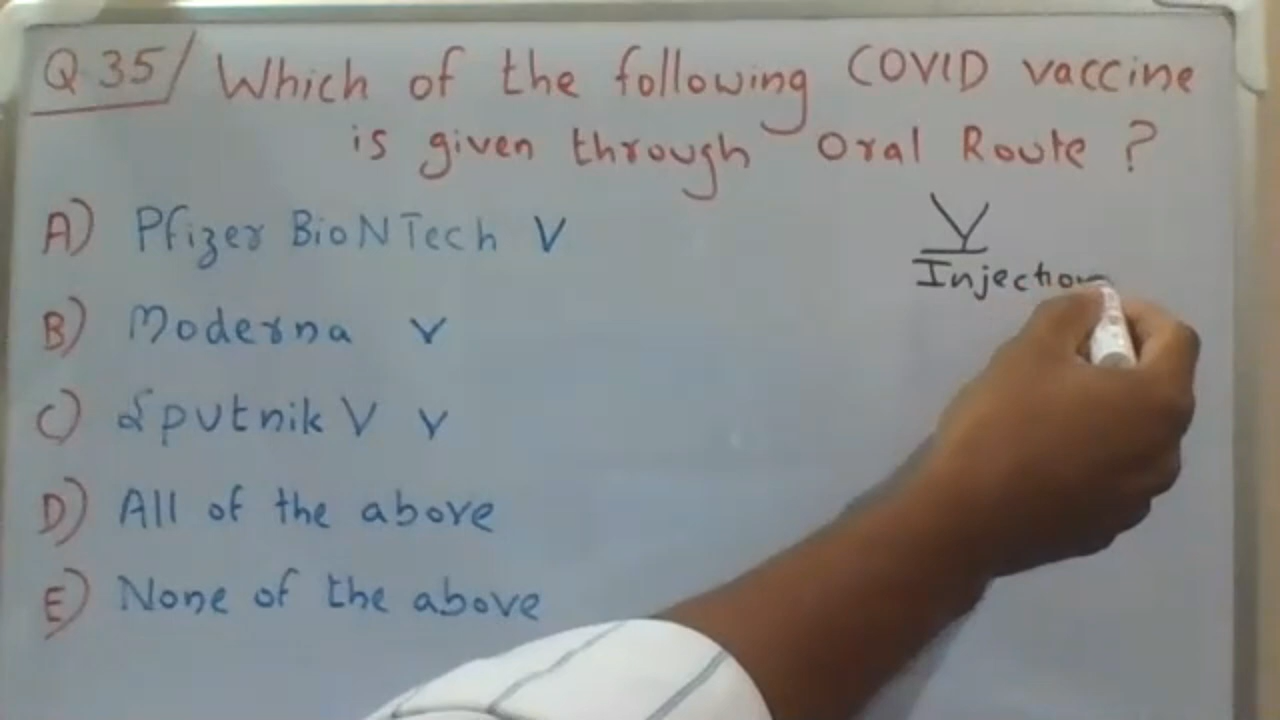 Q 35/ Which of the following COVID vaccine
is given through Oral Route ?
V
Injection
A) Pfizer BioNTech V
B) Moderna V
C) Sputnik V V
D) All of the above
E) None of the above